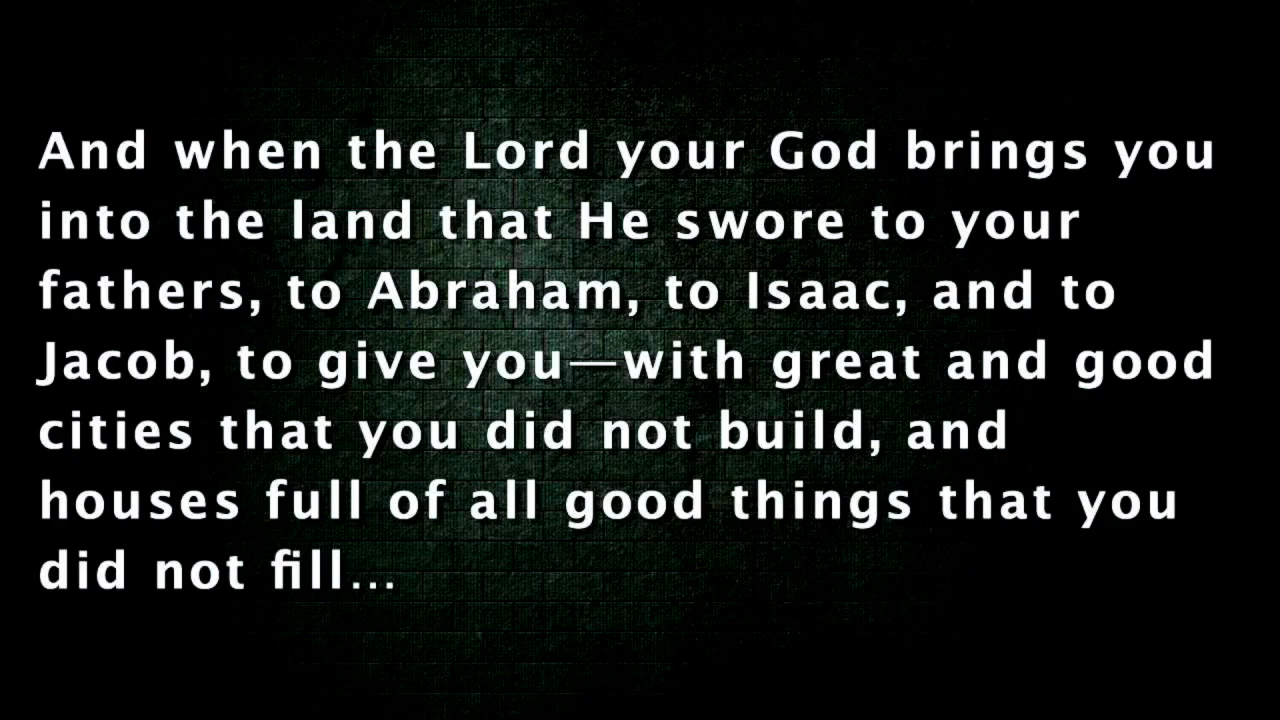 And when the Lord your God brings you
into the land that He swore to your
fathers, to Abraham, to Isaac, and to
Jacob, to give you—with great and good
cities that you did not build, and
houses full of all good things that you
did not fill...